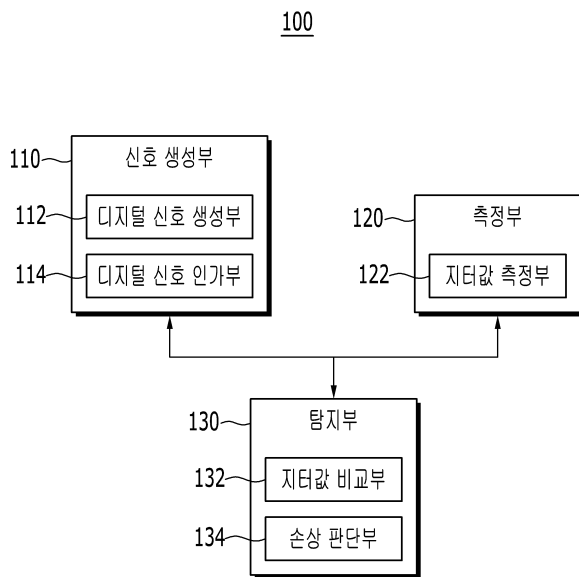 100
110
신호 생성부
112
디지털 신호 생성부
114
디지털 신호 인가부
120
측정부
122
지터값 측정부
130
탐지부
132
지터값 비교부
134
손상 판단부